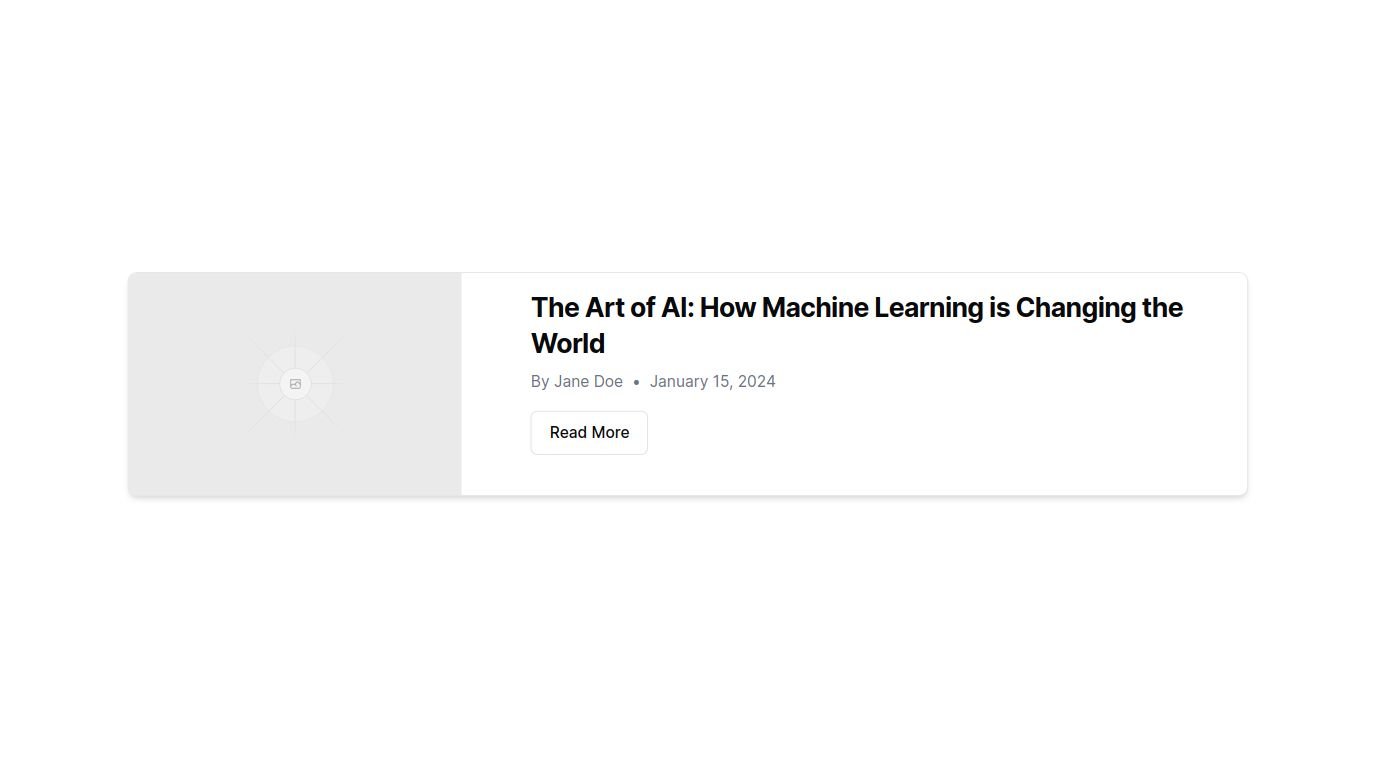 The Art of AI: How Machine Learning is Changing the
World
By Jane Doe • January 15, 2024
Read More